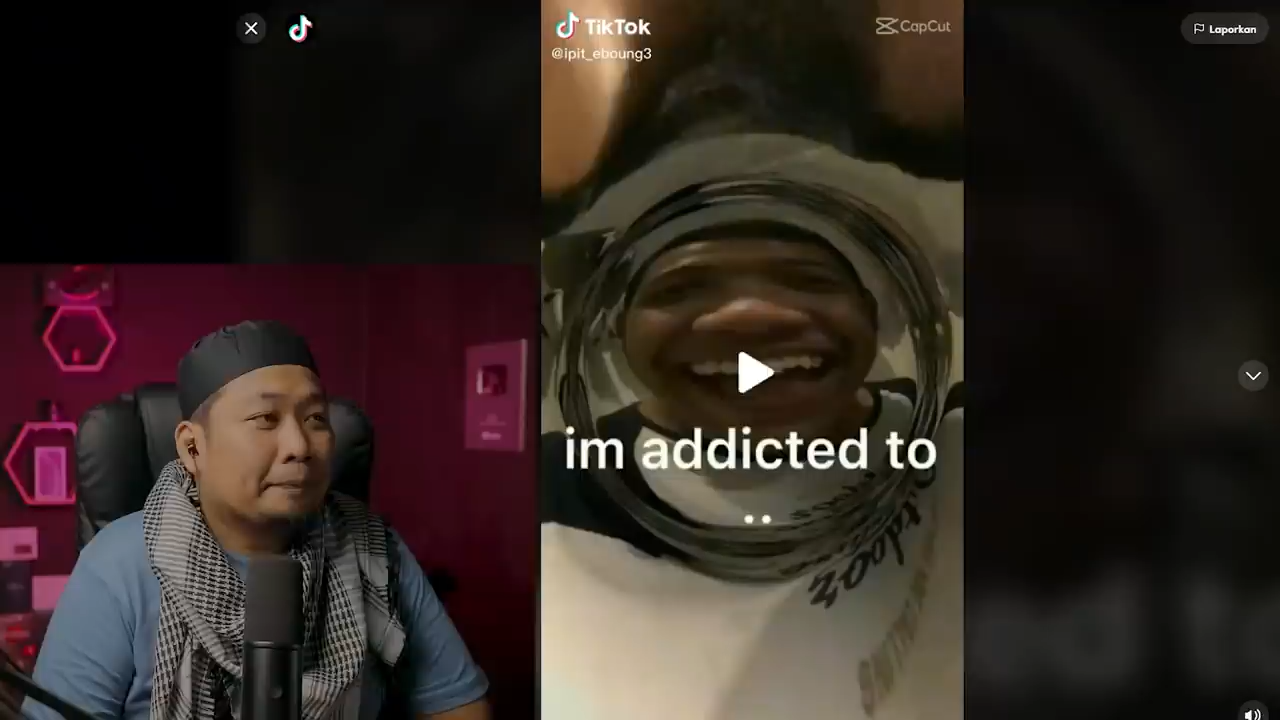 TikTok
CapCut
@ipit_eboung3
Laporkan
im addicted to
..